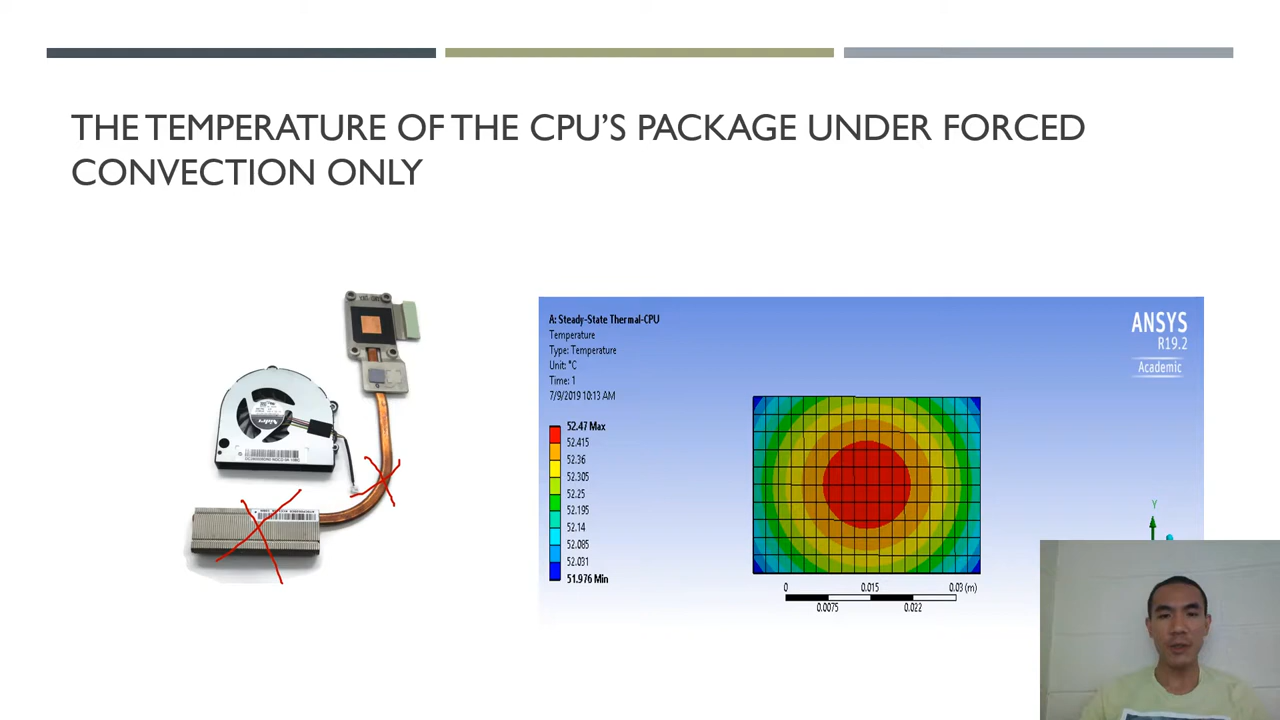 THE TEMPERATURE OF THE CPU'S PACKAGE UNDER FORCED
CONVECTION ONLY
A: Steady-State Thermal-CPU
Temperature
Type: Temperature
Unit: °C
Time: 1
7/9/2019 10:13 AM
52.47 Max
52.415
52.36
52.305
52.25
52.195
52.14
52.085
52.031
51.976 Min
ANSYS
R19.2
Academic
Y
0 0.015 0.03 (m)
0.0075 0.022